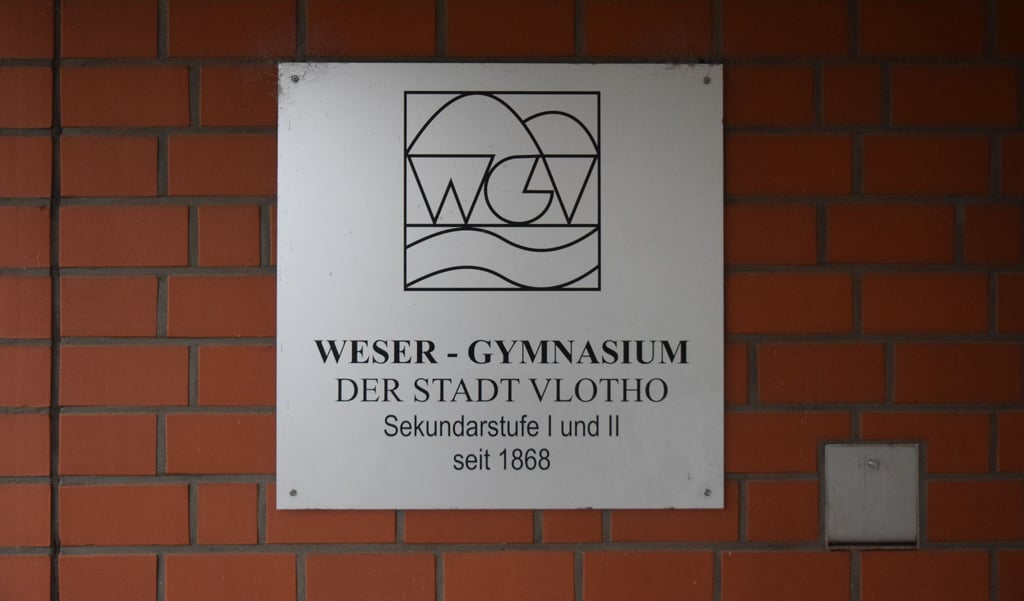 WGV
WESER - GYMNASIUM
DER STADT VLOTHO
Sekundarstufe I und II
seit 1868